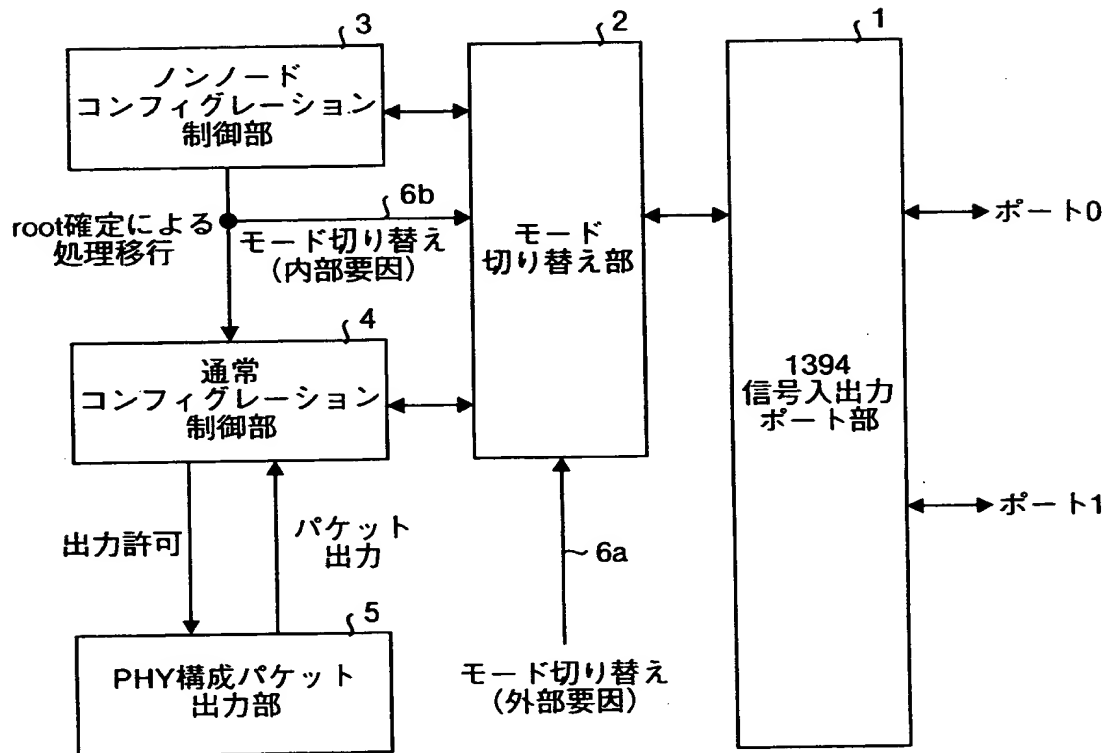 3
ノンノード
コンフィグレーション
制御部
2
モード
切り替え部
1
1394
信号入出力
ポート部
ポート0
ポート1
root確定による
処理移行
6b
モード切り替え
(内部要因)
4
通常
コンフィグレーション
制御部
出力許可
パケット
出力
6a
モード切り替え
(外部要因)
5
PHY構成パケット
出力部